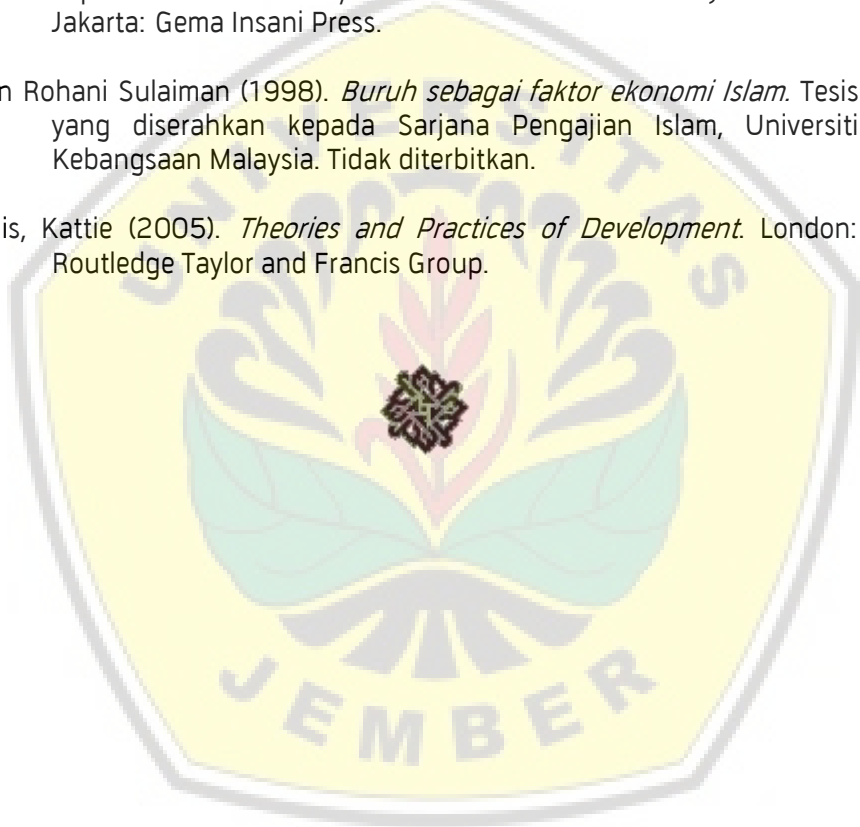 Jakarta: Gema Insani Press.
n Rohani Sulaiman (1998). Buruh sebagai faktor ekonomi Islam. Tesis
yang diserahkan kepada Sarjana Pengajian Islam, Universiti
Kebangsaan Malaysia. Tidak diterbitkan.
is, Kattie (2005). Theories and Practices of Development. London:
Routledge Taylor and Francis Group.
UNIVERSITAS
JEMBER